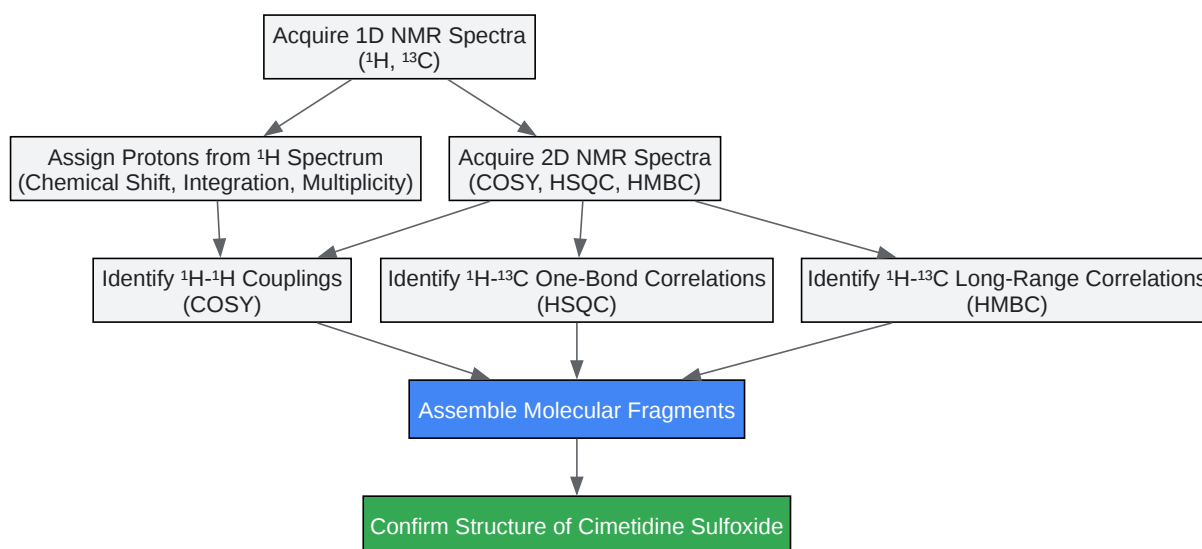 Acquire 1D NMR Spectra
(¹H, ¹³C)
Assign Protons from ¹H Spectrum
(Chemical Shift, Integration, Multiplicity)
Acquire 2D NMR Spectra
(COSY, HSQC, HMBC)
Identify ¹H-¹H Couplings
(COSY)
Identify ¹H-¹³C One-Bond Correlations
(HSQC)
Identify ¹H-¹³C Long-Range Correlations
(HMBC)
Assemble Molecular Fragments
Confirm Structure of Cimetidine Sulfoxide